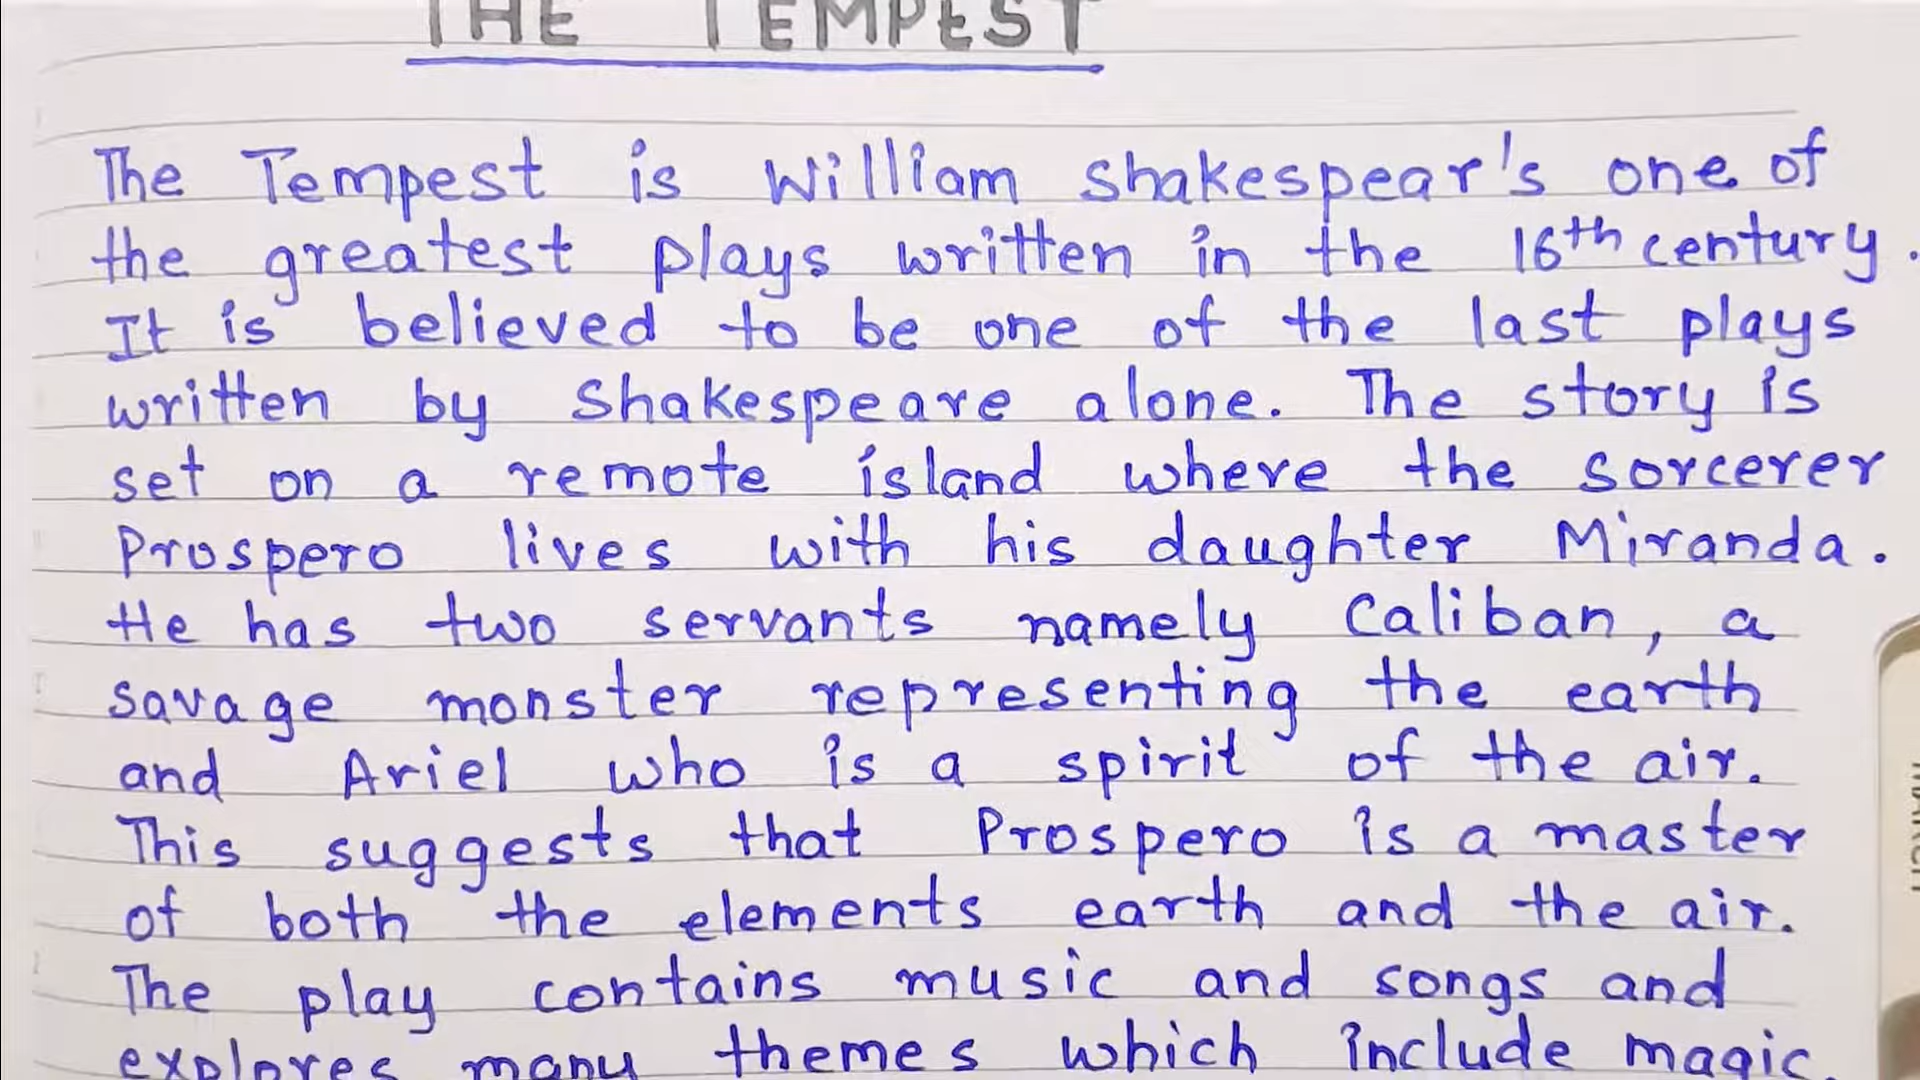 THE TEMPEST
The Tempest is William Shakespear's one of
the greatest plays written in the 16th century.
It is believed to be one of the last plays
written by Shakespeare alone. The story is
set on a remote island where the sorcerer
Prospero lives with his daughter Miranda.
He has two servants namely Caliban, a
savage monster representing the earth
and Ariel who is a spirit of the air.
This suggests that Prospero is a master
of both the elements earth and the air.
The play contains music and songs and
explores many themes which include magic,